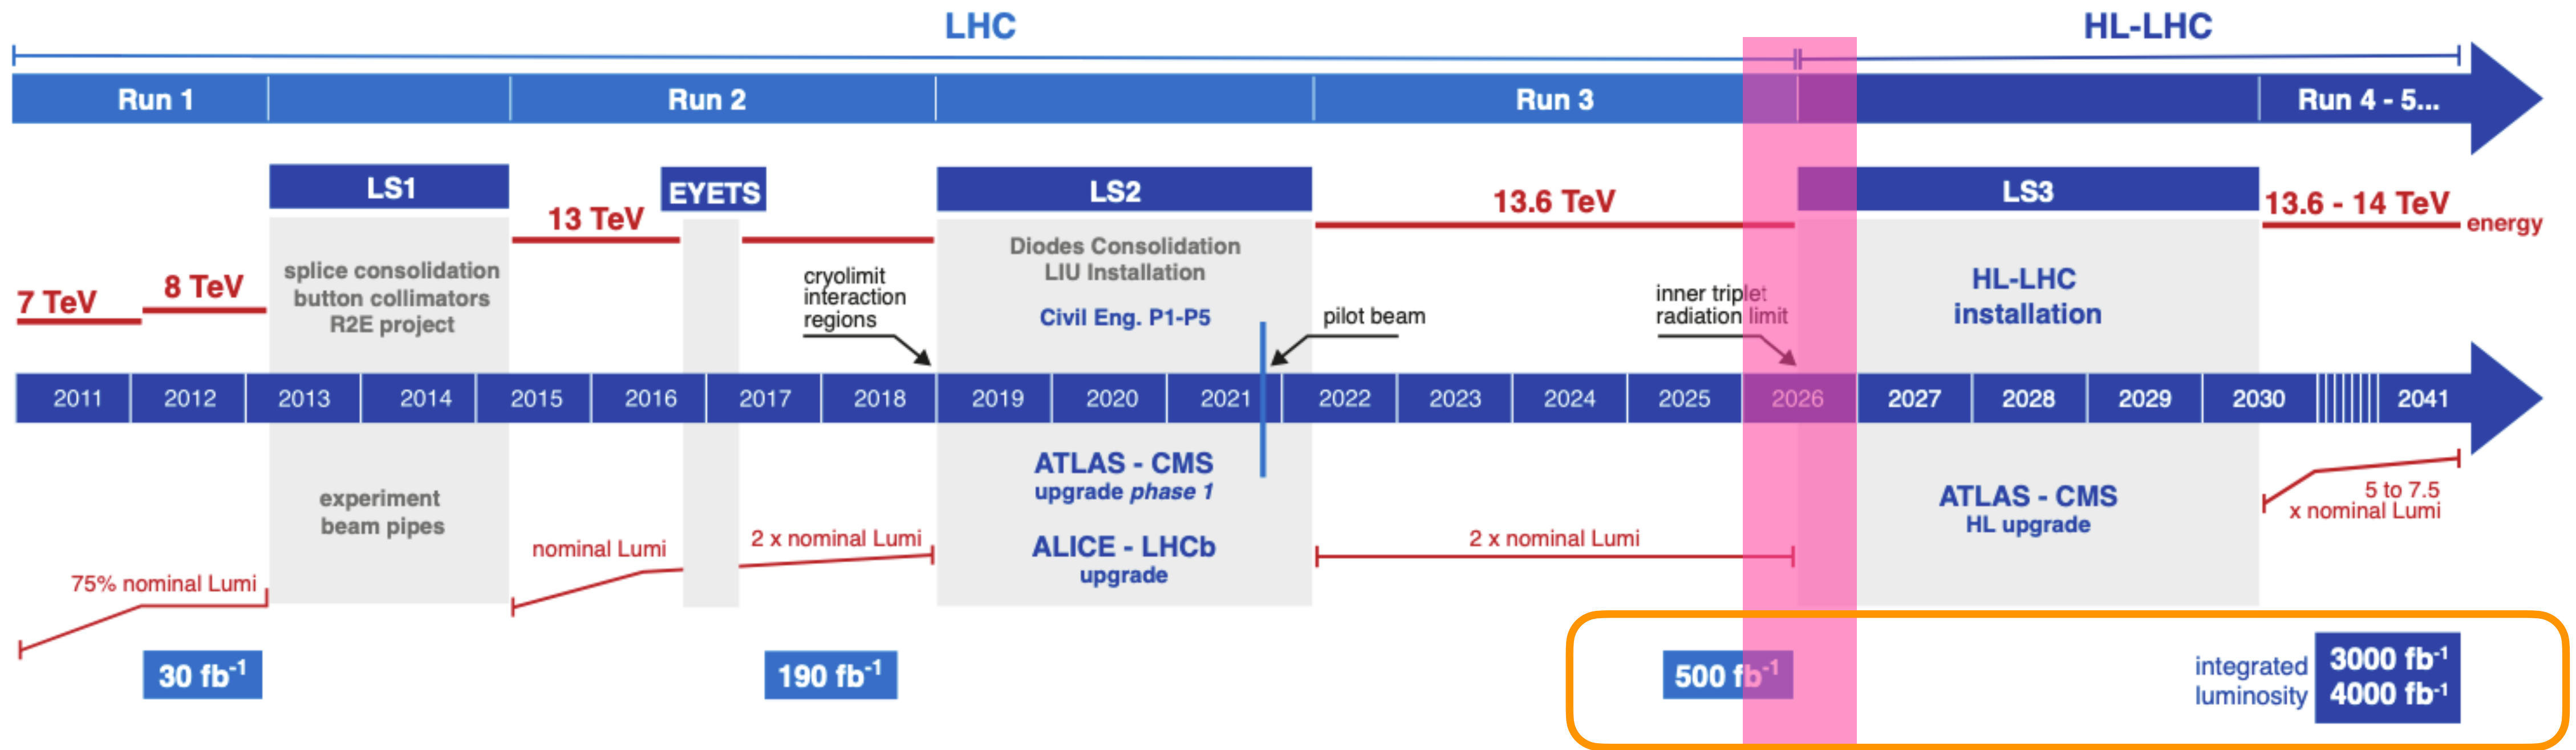 LHC
HL-LHC
Run 1
Run 2
Run 3
Run 4 - 5...
LS1
EYETS
LS2
LS3
13 TeV
13.6 TeV
13.6 - 14 TeV
energy
7 TeV
8 TeV
splice consolidation
button collimators
R2E project
cryolimit
interaction
regions
Diodes Consolidation
LIU Installation
Civil Eng. P1-P5
pilot beam
inner triplet
radiation limit
HL-LHC
installation
2011
2012
2013
2014
2015
2016
2017
2018
2019
2020
2021
2022
2023
2024
2025
2026
2027
2028
2029
2030
2041
experiment
beam pipes
ATLAS - CMS
upgrade phase 1
ALICE - LHCb
upgrade
ATLAS - CMS
HL upgrade
75% nominal Lumi
nominal Lumi
2 x nominal Lumi
2 x nominal Lumi
5 to 7.5
x nominal Lumi
30 fb⁻¹
190 fb⁻¹
500 fb⁻¹
integrated
luminosity
3000 fb⁻¹
4000 fb⁻¹